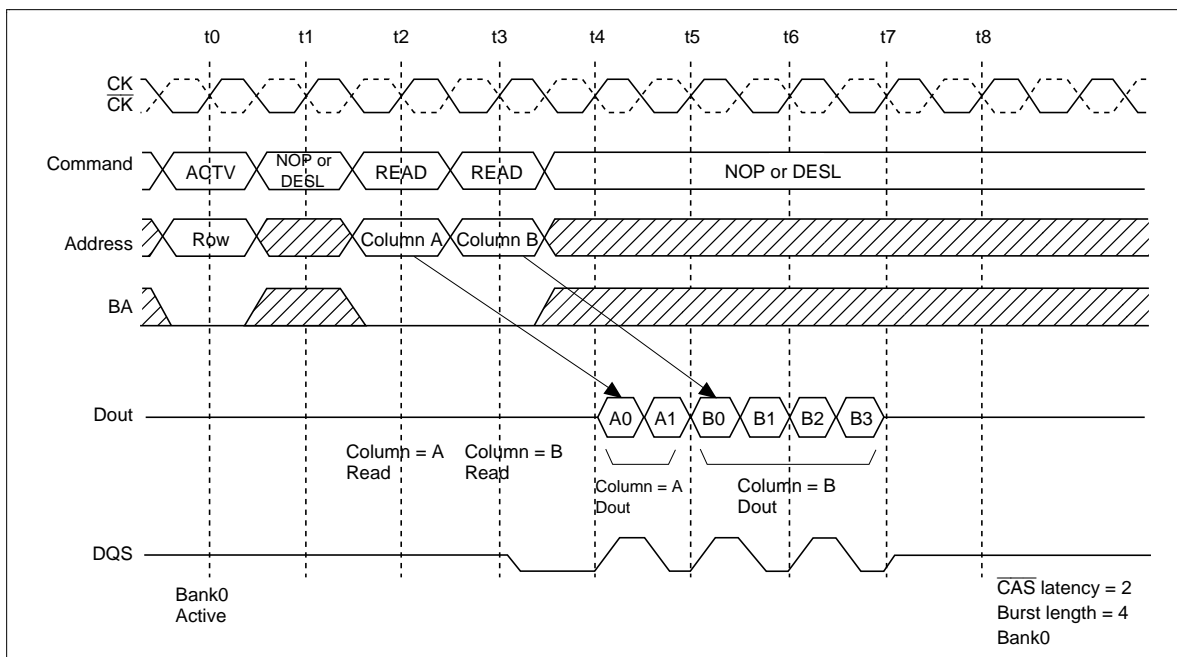 t0 t1 t2 t3 t4 t5 t6 t7 t8
CK
CK
Command
ACTV
NOP or
DESL
READ
READ
NOP or DESL
Address
Row
Column A
Column B
BA
Dout
A0 A1 B0 B1 B2 B3
Column = A
Read
Column = B
Read
Column = A
Dout
Column = B
Dout
DQS
Bank0
Active
CAS latency = 2
Burst length = 4
Bank0